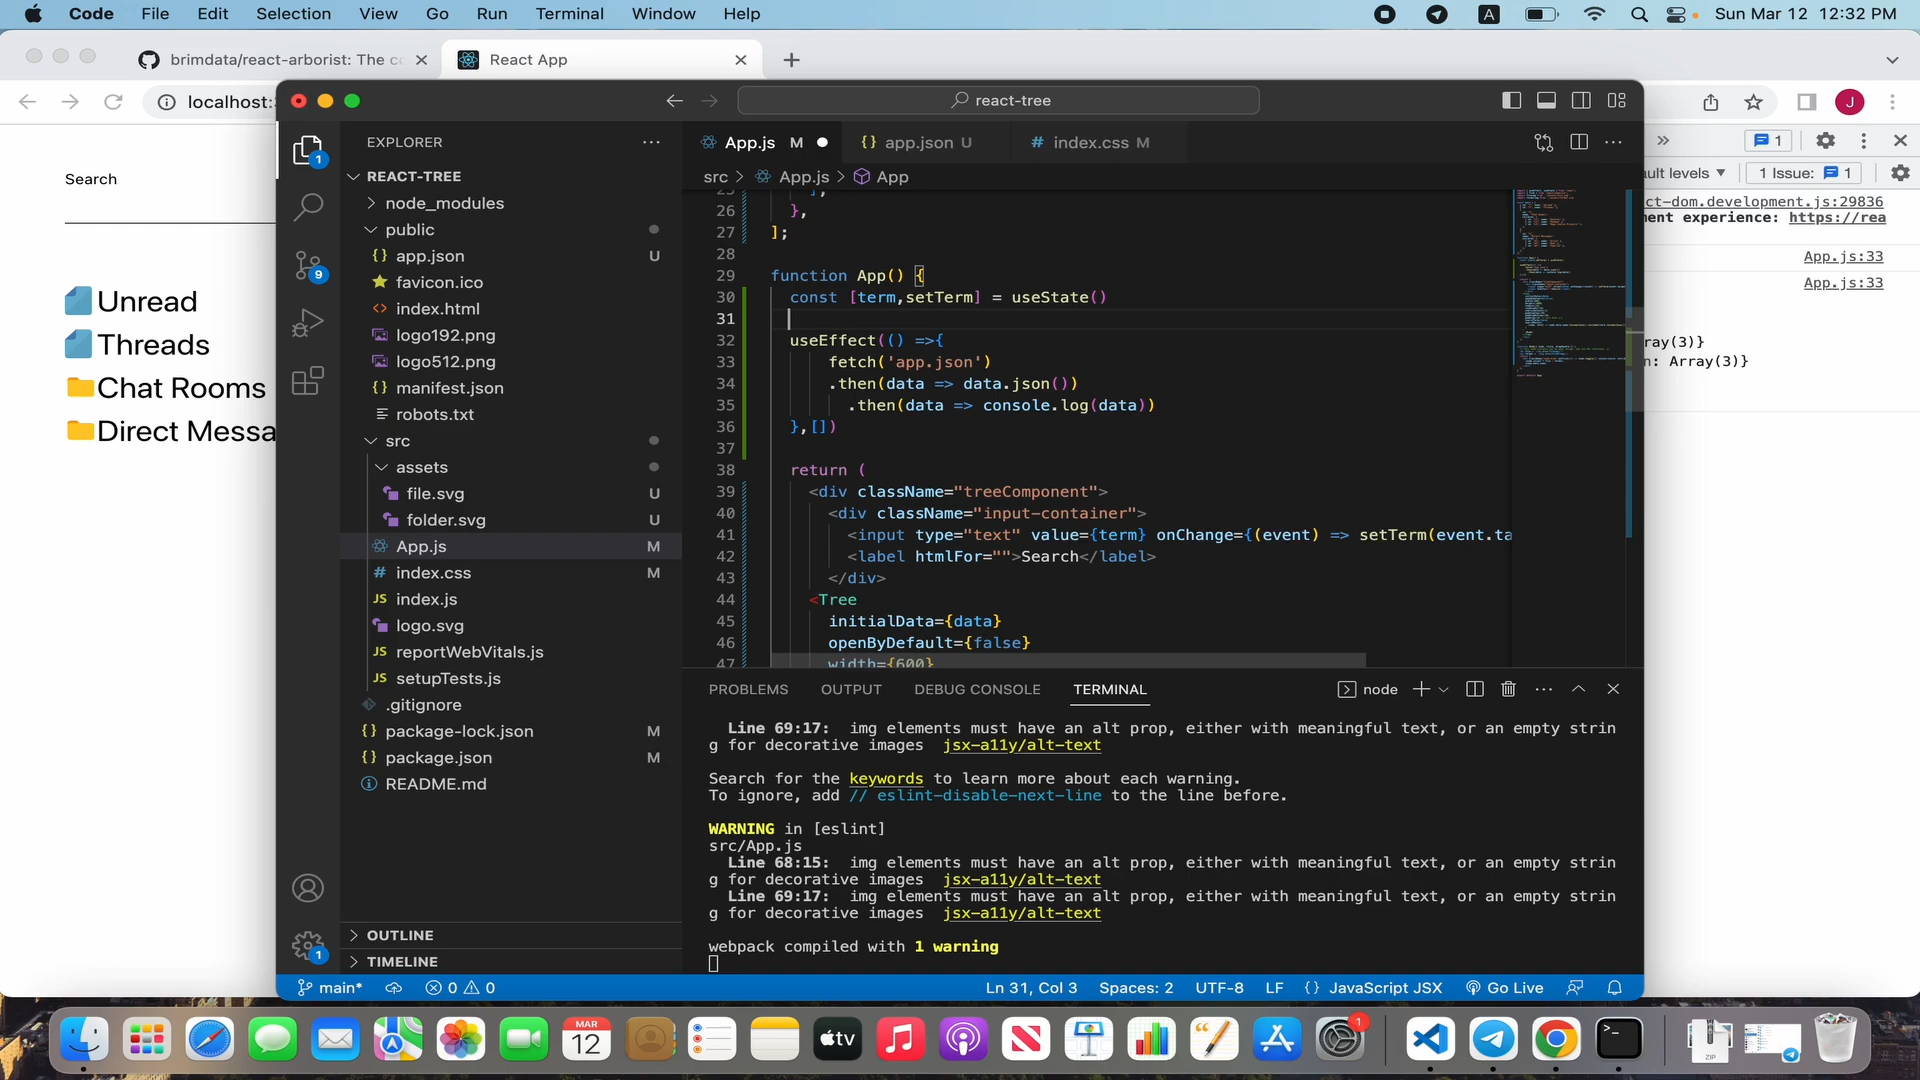 Code File Edit Selection View Go Run Terminal Window Help
A
Sun Mar 12 12:32 PM
brimdata/react-arborist: The co
React App
localhost:
react-tree
J
Search
Unread
Threads
Chat Rooms
Direct Messa
1
9
1
EXPLORER
REACT-TREE
node_modules
public
app.json U
favicon.ico
index.html
logo192.png
logo512.png
manifest.json
robots.txt
src
assets
file.svg U
folder.svg U
App.js M
index.css M
index.js
logo.svg
reportWebVitals.js
setupTests.js
.gitignore
package-lock.json M
package.json M
README.md
OUTLINE
TIMELINE
App.js M
app.json U
index.css M
src > App.js > App
26 },
27 ];
28
29 function App() {
30 const [term,setTerm] = useState()
31
32 useEffect(() =>{
33 fetch('app.json')
34 .then(data => data.json())
35 .then(data => console.log(data))
36 },[])
37
38 return (
39 <div className="treeComponent">
40 <div className="input-container">
41 <input type="text" value={term} onChange={(event) => setTerm(event.ta
42 <label htmlFor="">Search</label>
43 </div>
44 <Tree
45 initialData={data}
46 openByDefault={false}
47 width={600}
PROBLEMS OUTPUT DEBUG CONSOLE TERMINAL
node
Line 69:17: img elements must have an alt prop, either with meaningful text, or an empty strin
g for decorative images jsx-a11y/alt-text
Search for the keywords to learn more about each warning.
To ignore, add // eslint-disable-next-line to the line before.
WARNING in [eslint]
src/App.js
Line 68:15: img elements must have an alt prop, either with meaningful text, or an empty strin
g for decorative images jsx-a11y/alt-text
Line 69:17: img elements must have an alt prop, either with meaningful text, or an empty strin
g for decorative images jsx-a11y/alt-text
webpack compiled with 1 warning
main* 0 0
Ln 31, Col 3 Spaces: 2 UTF-8 LF {} JavaScript JSX Go Live
1
ult levels 1 Issue: 1
ct-dom.development.js:29836
ment experience: https://rea
App.js:33
App.js:33
ray(3)}
n: Array(3)}
MAR
12
tv
1
ZIP